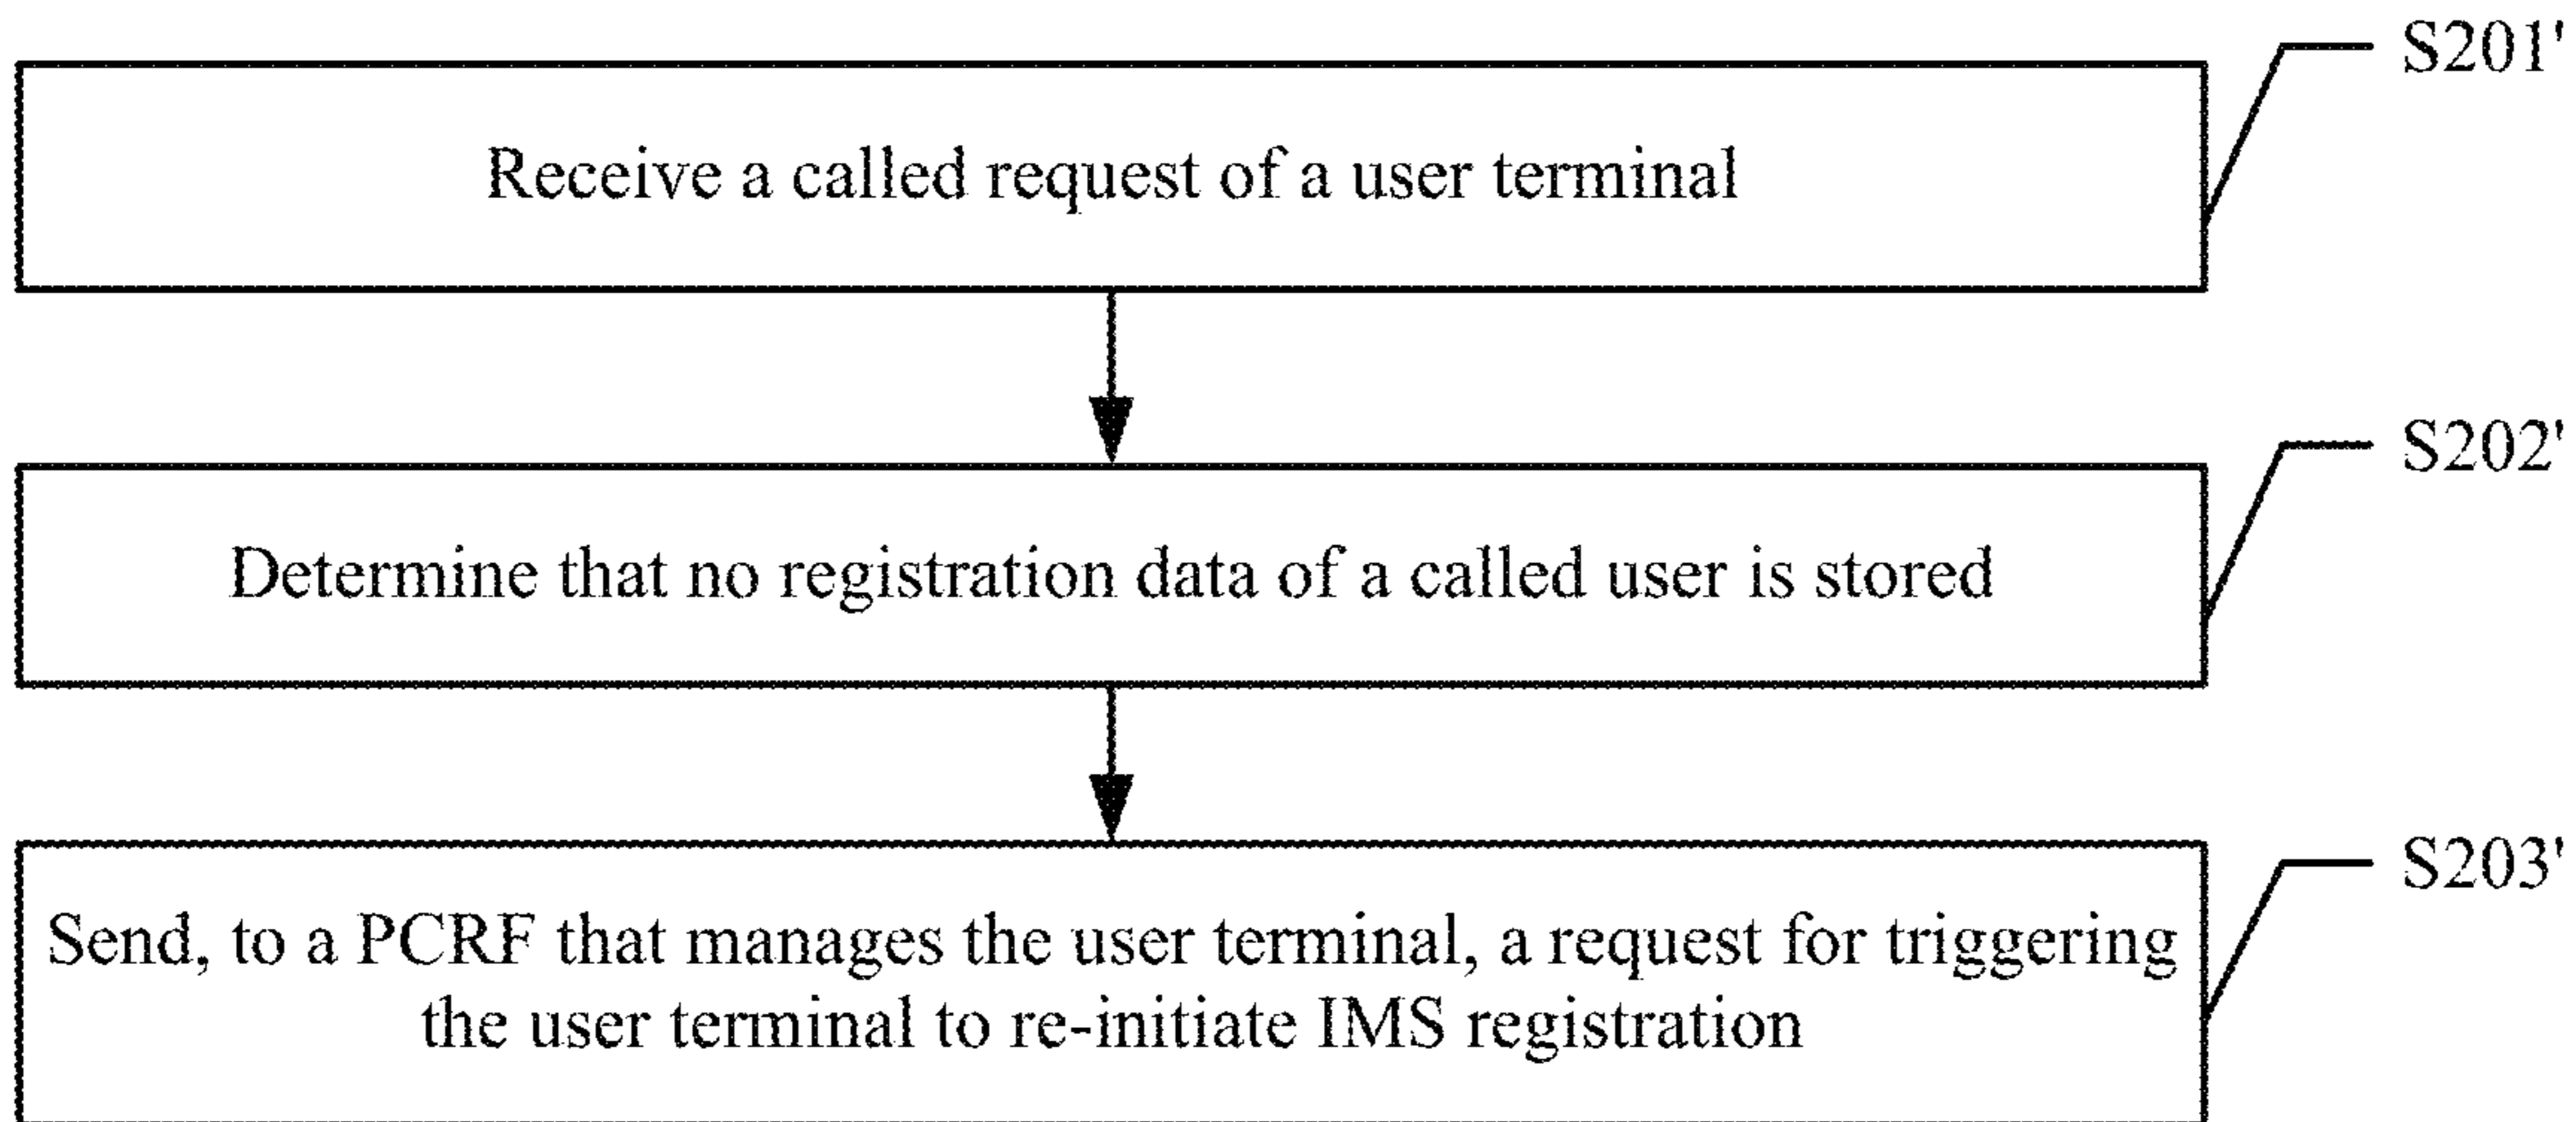 S201'
Receive a called request of a user terminal
S202'
Determine that no registration data of a called user is stored
S203'
Send, to a PCRF that manages the user terminal, a request for triggering
the user terminal to re-initiate IMS registration